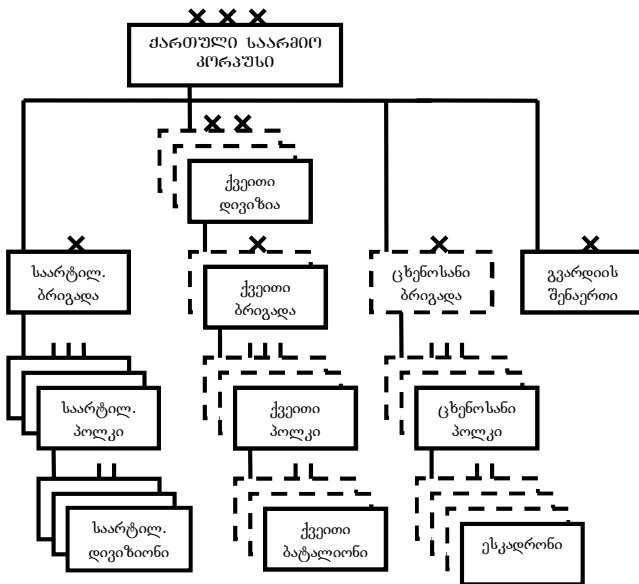 ქართული საარმიო
კორპუსი
ქვეითი
დივიზია
საარტილ.
ბრიგადა
ქვეითი
ბრიგადა
ცხენოსანი
ბრიგადა
გვარდიის
შენაერთი
საარტილ.
პოლკი
ქვეითი
პოლკი
ცხენოსანი
პოლკი
საარტილ.
დივიზიონი
ქვეითი
ბატალიონი
ესკადრონი